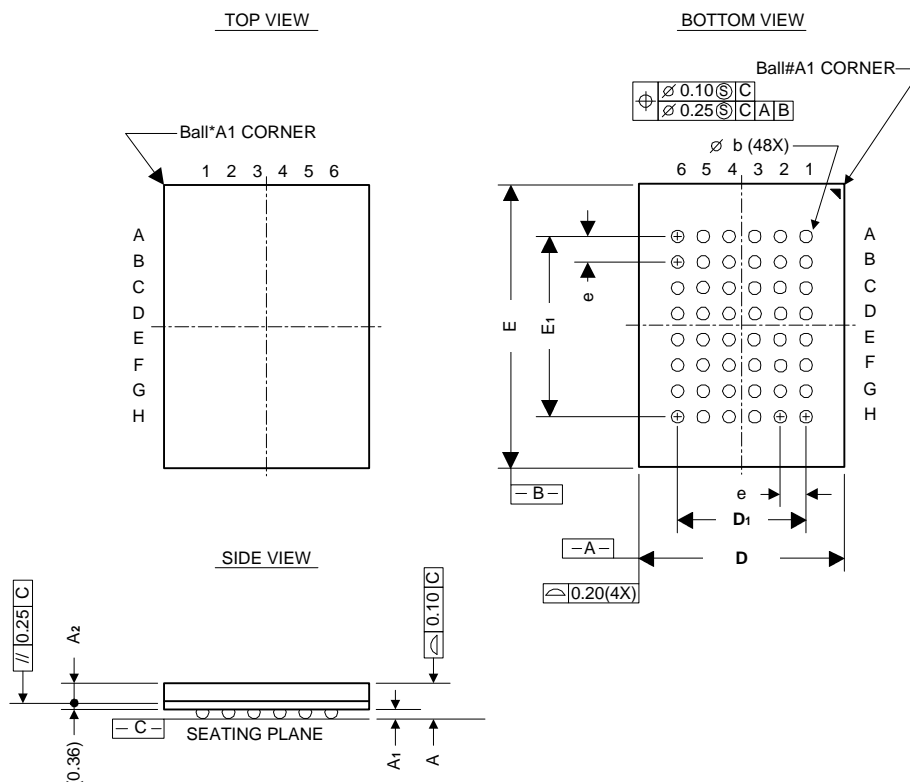 TOP VIEW
BOTTOM VIEW
Ball#A1 CORNER
⌖ ⌀ 0.10Ⓢ C
⌀ 0.25Ⓢ C A B
Ball*A1 CORNER
⌀ b (48X)
1 2 3 4 5 6
6 5 4 3 2 1
A
B
C
D
E
F
G
H
E
E1
e
A
B
C
D
E
F
G
H
- B -
e
D1
- A -
D
⌓ 0.20(4X)
SIDE VIEW
// 0.25 C
A2
⌓ 0.10 C
- C -
SEATING PLANE
(0.36)
A1
A